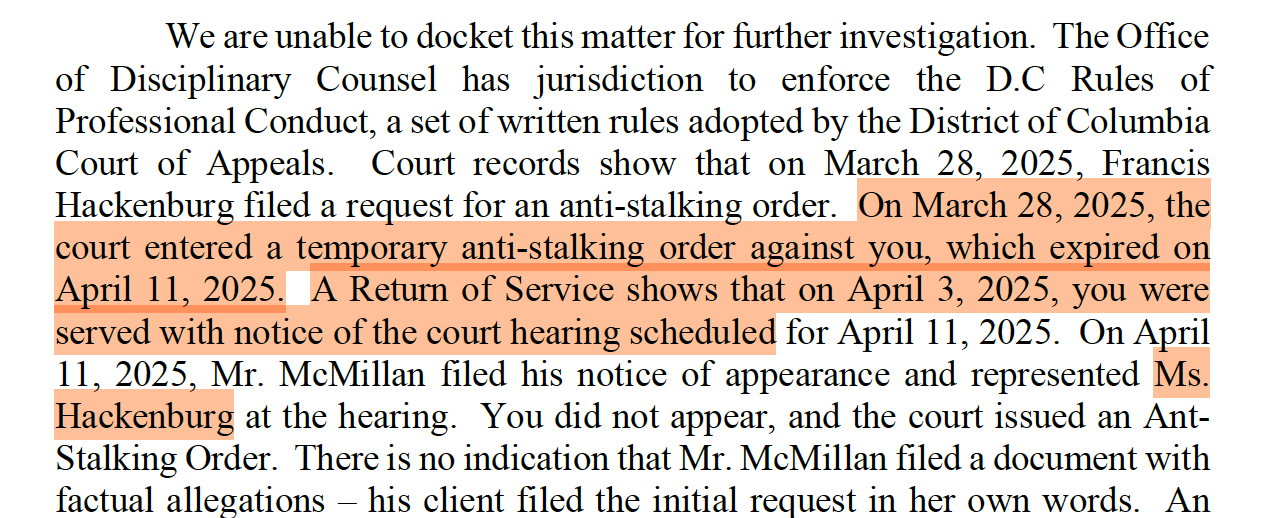 We are unable to docket this matter for further investigation. The Office
of Disciplinary Counsel has jurisdiction to enforce the D.C Rules of
Professional Conduct, a set of written rules adopted by the District of Columbia
Court of Appeals. Court records show that on March 28, 2025, Francis
Hackenburg filed a request for an anti-stalking order. On March 28, 2025, the
court entered a temporary anti-stalking order against you, which expired on
April 11, 2025. A Return of Service shows that on April 3, 2025, you were
served with notice of the court hearing scheduled for April 11, 2025. On April
11, 2025, Mr. McMillan filed his notice of appearance and represented Ms.
Hackenburg at the hearing. You did not appear, and the court issued an Ant-
Stalking Order. There is no indication that Mr. McMillan filed a document with
factual allegations – his client filed the initial request in her own words. An